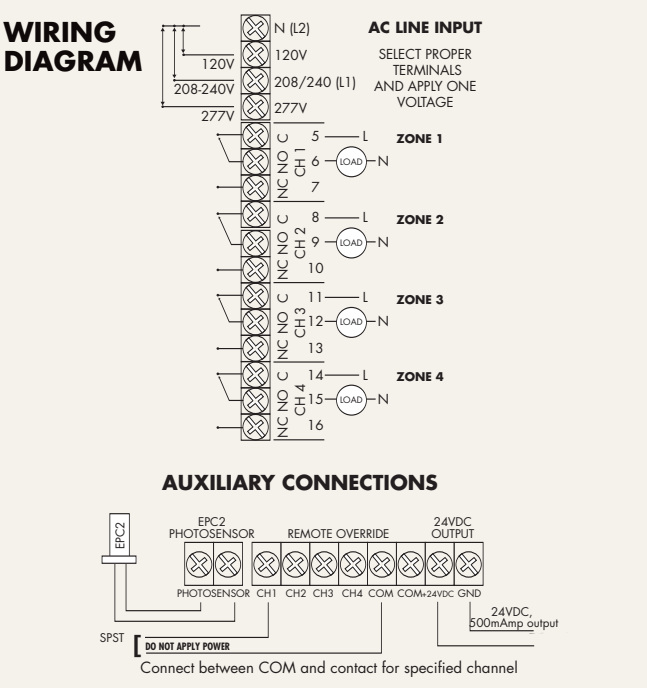 WIRING
DIAGRAM
N (L2)
120V
208/240 (L1)
277V
120V
208-240V
277V
AC LINE INPUT
SELECT PROPER
TERMINALS
AND APPLY ONE
VOLTAGE
NC NO C
CH 1
5 L
6 LOAD N
7
ZONE 1
NC NO C
CH 2
8 L
9 LOAD N
10
ZONE 2
NC NO C
CH 3
11 L
12 LOAD N
13
ZONE 3
NC NO C
CH 4
14 L
15 LOAD N
16
ZONE 4
AUXILIARY CONNECTIONS
EPC2
EPC2
PHOTOSENSOR
REMOTE OVERRIDE
24VDC
OUTPUT
PHOTOSENSOR CH1 CH2 CH3 CH4 COM COM +24VDC GND
24VDC,
500mAmp output
SPST
DO NOT APPLY POWER
Connect between COM and contact for specified channel